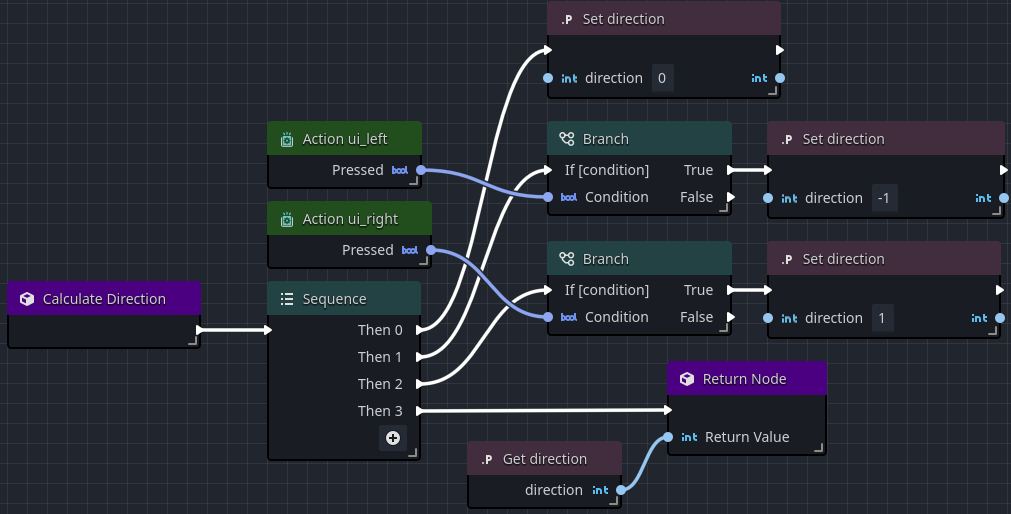 .P Set direction
int direction 0 int
Action ui_left
Pressed bool
Branch
If [condition] True
bool Condition False
.P Set direction
int direction -1 int
Action ui_right
Pressed bool
Branch
If [condition] True
bool Condition False
.P Set direction
int direction 1 int
Calculate Direction
Sequence
Then 0
Then 1
Then 2
Then 3
Return Node
int Return Value
.P Get direction
direction int